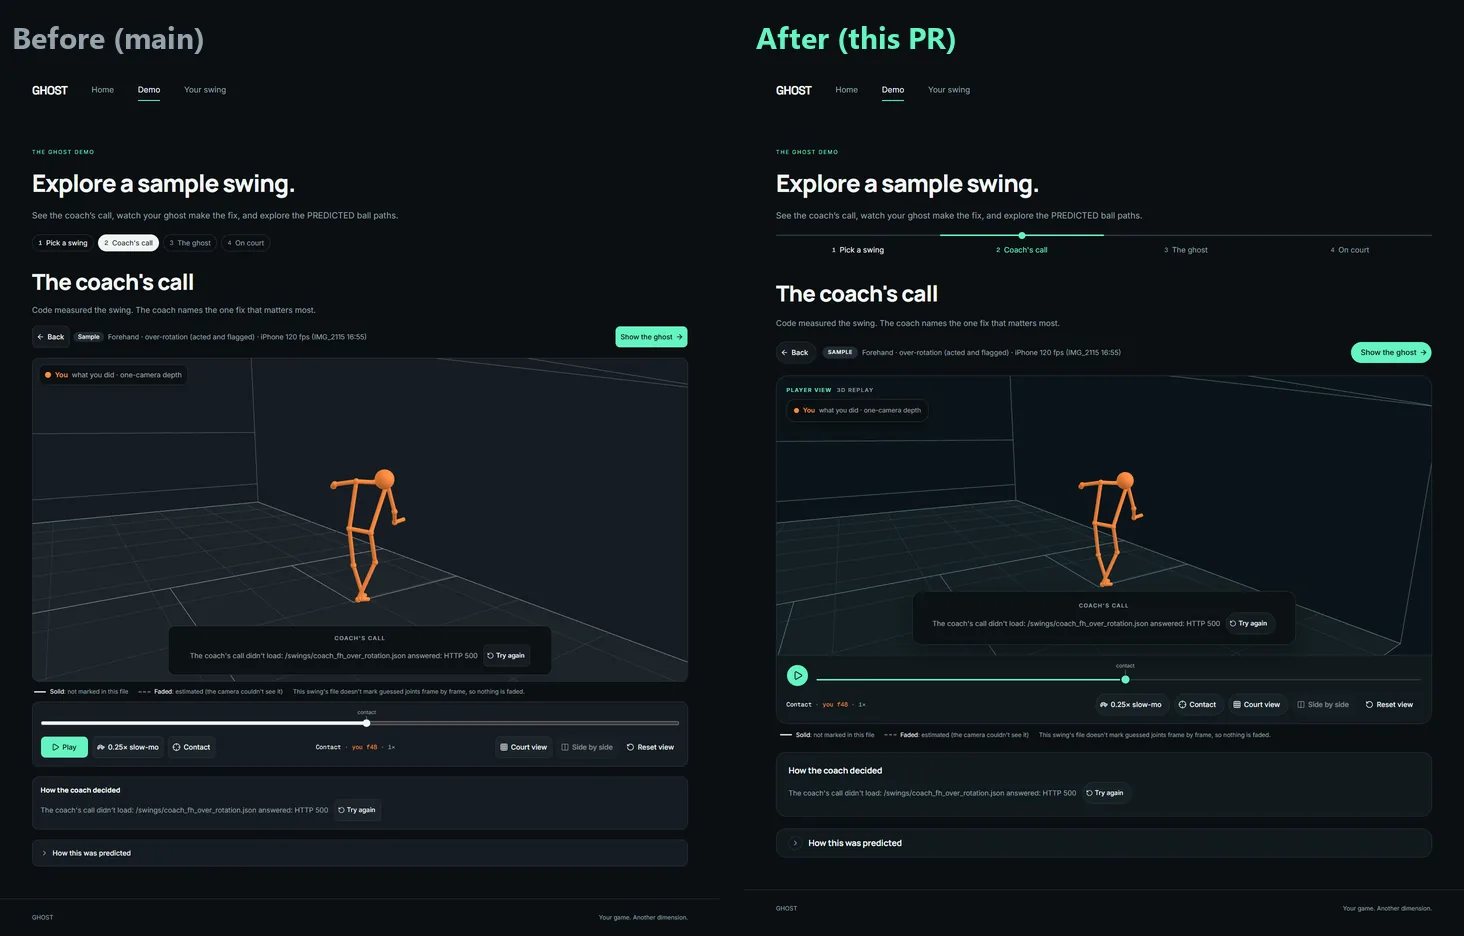 Before (main)
GHOST Home Demo Your swing
THE GHOST DEMO
Explore a sample swing.
See the coach's call, watch your ghost make the fix, and explore the PREDICTED ball paths.
1 Pick a swing 2 Coach's call 3 The ghost 4 On court
The coach's call
Code measured the swing. The coach names the one fix that matters most.
← Back Sample Forehand · over-rotation (acted and flagged) · iPhone 120 fps (IMG_2115 16:55) Show the ghost →
You what you did · one-camera depth
COACH'S CALL
The coach's call didn't load: /swings/coach_fh_over_rotation.json answered: HTTP 500 Try again
Solid: not marked in this file Faded: estimated (the camera couldn't see it) This swing's file doesn't mark guessed joints frame by frame, so nothing is faded.
contact
Play 0.25× slow-mo Contact Contact · you f48 · 1× Court view Side by side Reset view
How the coach decided
The coach's call didn't load: /swings/coach_fh_over_rotation.json answered: HTTP 500 Try again
How this was predicted
GHOST Your game. Another dimension.
After (this PR)
GHOST Home Demo Your swing
THE GHOST DEMO
Explore a sample swing.
See the coach's call, watch your ghost make the fix, and explore the PREDICTED ball paths.
1 Pick a swing 2 Coach's call 3 The ghost 4 On court
The coach's call
Code measured the swing. The coach names the one fix that matters most.
← Back SAMPLE Forehand · over-rotation (acted and flagged) · iPhone 120 fps (IMG_2115 16:55) Show the ghost →
PLAYER VIEW 3D REPLAY
You what you did · one-camera depth
COACH'S CALL
The coach's call didn't load: /swings/coach_fh_over_rotation.json answered: HTTP 500 Try again
contact
Contact · you f48 · 1× 0.25× slow-mo Contact Court view Side by side Reset view
Solid: not marked in this file Faded: estimated (the camera couldn't see it) This swing's file doesn't mark guessed joints frame by frame, so nothing is faded.
How the coach decided
The coach's call didn't load: /swings/coach_fh_over_rotation.json answered: HTTP 500 Try again
How this was predicted
GHOST Your game. Another dimension.